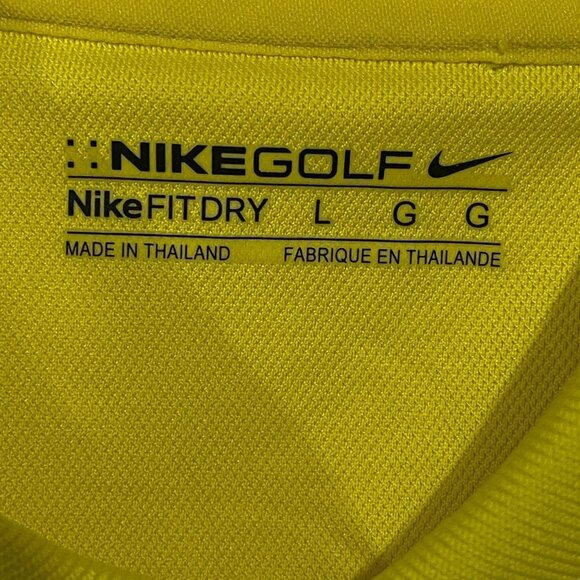 NIKEGOLF
NikeFITDRY L G G
MADE IN THAILAND FABRIQUE EN THAILANDE